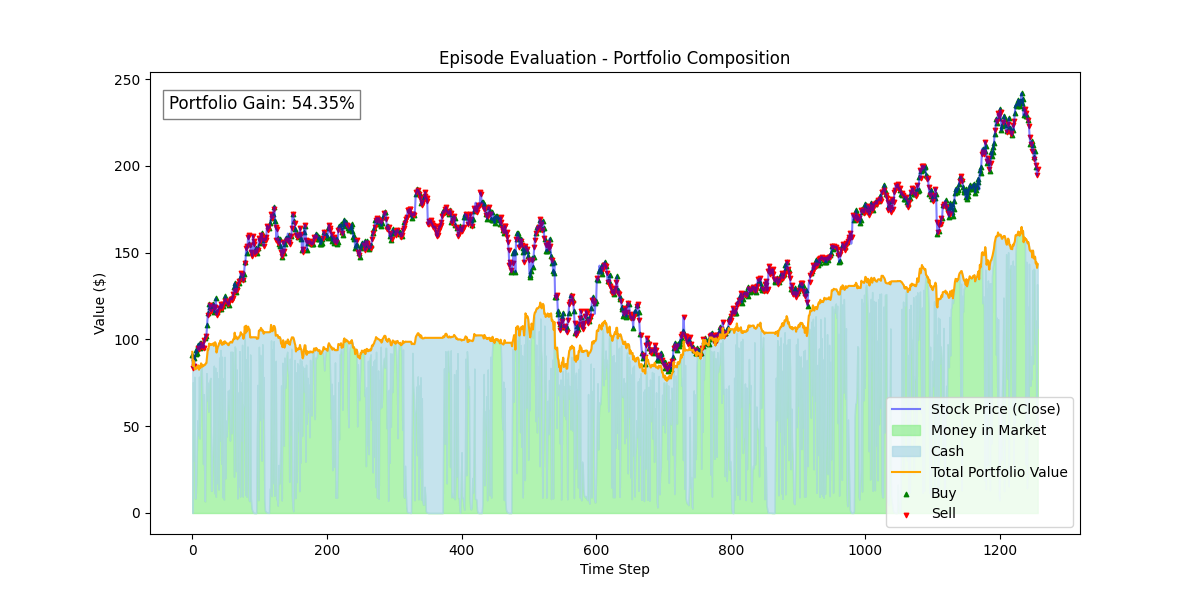 Episode Evaluation - Portfolio Composition
Portfolio Gain: 54.35%
Value ($)
250
200
150
100
50
0
0 200 400 600 800 1000 1200
Time Step
Stock Price (Close)
Money in Market
Cash
Total Portfolio Value
Buy
Sell